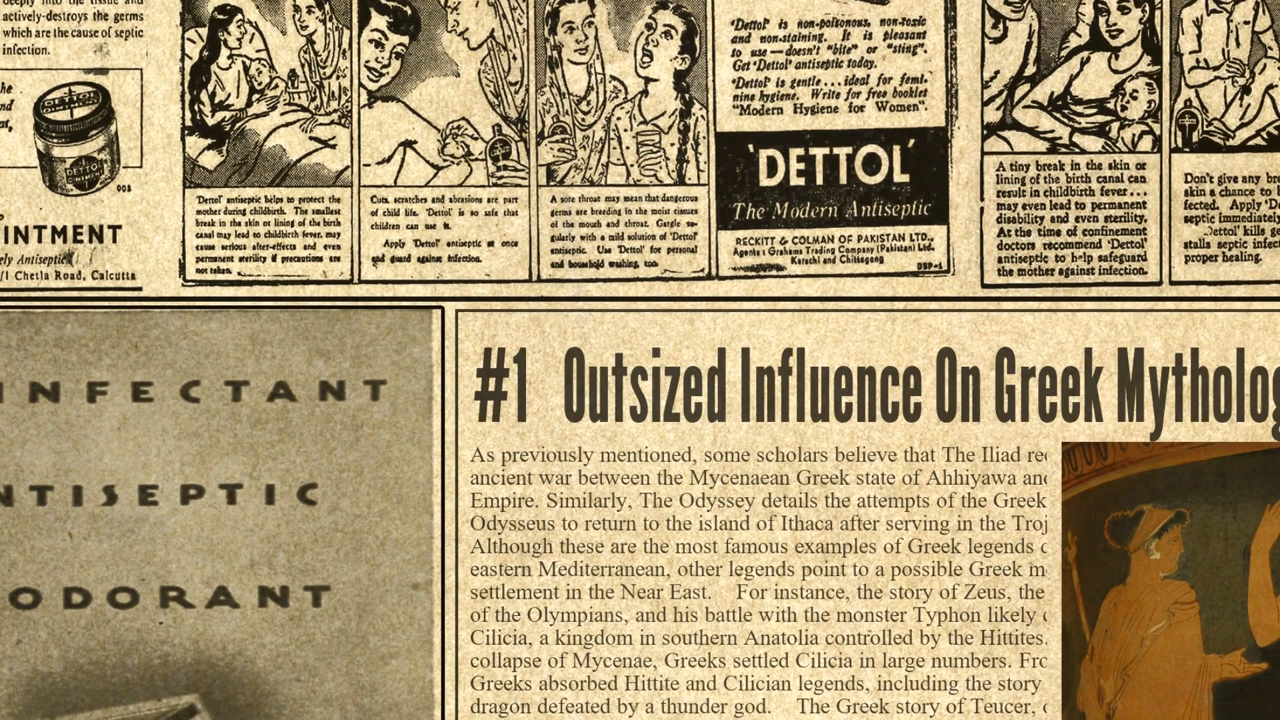 deeply into the tissue and
actively-destroys the germs
which are the cause of septic
infection.
DETTOL
INTMENT
Antiseptic
Chetla Road, Calcutta
'Dettol' antiseptic helps to protect the
mother during childbirth. The smallest
break in the skin or lining of the birth
canal may lead to childbirth fever, may
cause serious after-effects and even
permanent sterility if precautions are
not taken.
Cuts, scratches and abrasions are part
of child life. 'Dettol' is so safe that
children can use it.
Apply 'Dettol' antiseptic at once
and guard against infection.
A sore throat may mean that dangerous
germs are breeding in the moist tissues
of the mouth and throat. Gargle re-
gularly with a mild solution of 'Dettol'
antiseptic. Use 'Dettol' for personal
and household washing, too.
'Dettol' is non-poisonous, non-toxic
and non-staining. It is pleasant
to use—doesn't "bite" or "sting".
Get 'Dettol' antiseptic today.
'Dettol' is gentle...ideal for femi-
nine hygiene. Write for free booklet
"Modern Hygiene for Women".
'DETTOL'
The Modern Antiseptic
RECKITT & COLMAN OF PAKISTAN LTD.,
Agents : Grahams Trading Company (Pakistan) Ltd.
Karachi and Chittagong
DSP-1
A tiny break in the skin or
lining of the birth canal can
result in childbirth fever...
may even lead to permanent
disability and even sterility.
At the time of confinement
doctors recommend 'Dettol'
antiseptic to help safeguard
the mother against infection.
Don't give any
skin a chance to
fected. Apply
septic immediately
Dettol' kills
stalls septic
proper healing.
INFECTANT
NTISEPTIC
ODORANT
#1 Outsized Influence On Greek Mytholog
As previously mentioned, some scholars believe that The Iliad
ancient war between the Mycenaean Greek state of Ahhiyawa
Empire. Similarly, The Odyssey details the attempts of the Greek
Odysseus to return to the island of Ithaca after serving in the Troj
Although these are the most famous examples of Greek legends
eastern Mediterranean, other legends point to a possible Greek
settlement in the Near East. For instance, the story of Zeus, the
of the Olympians, and his battle with the monster Typhon likely
Cilicia, a kingdom in southern Anatolia controlled by the Hittites.
collapse of Mycenae, Greeks settled Cilicia in large numbers.
Greeks absorbed Hittite and Cilician legends, including the story
dragon defeated by a thunder god. The Greek story of Teucer,